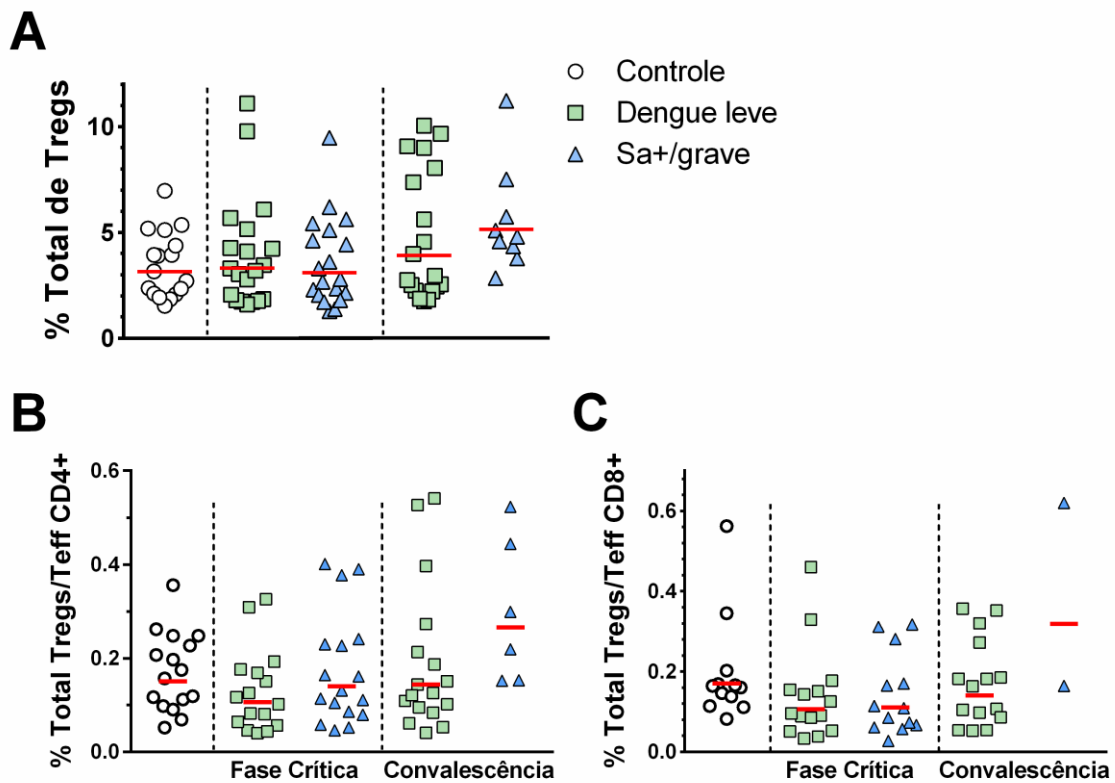 A
% Total de Tregs
10
5
0
Controle
Dengue leve
Sa+/grave
B
% Total Tregs/Teff CD4+
0.6
0.4
0.2
0.0
Fase Crítica
Convalescência
C
% Total Tregs/Teff CD8+
0.6
0.4
0.2
0.0
Fase Crítica
Convalescência